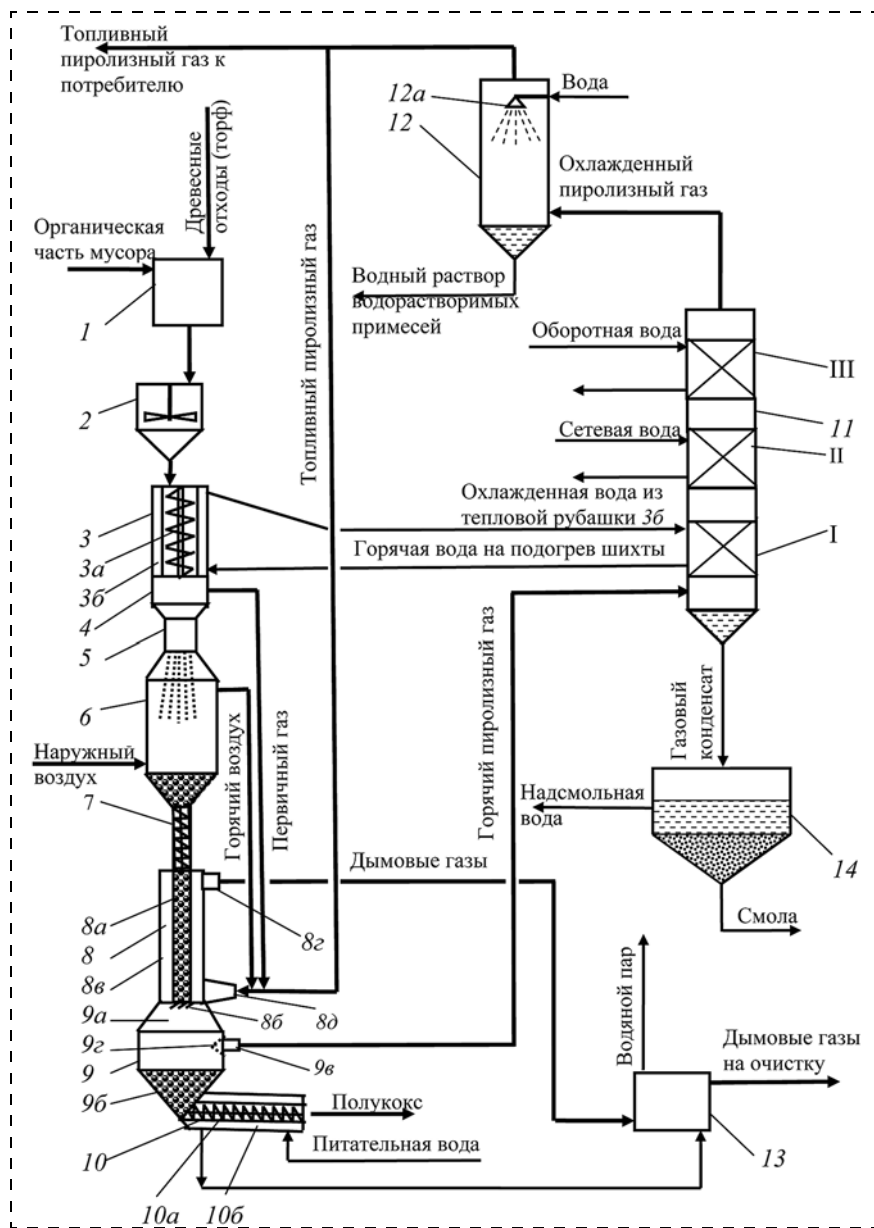 Топливный
пиролизный газ к
потребителю
12а
12
Вода
Древесные
отходы (торф)
Охлажденный
пиролизный газ
Органическая
часть мусора
1
Топливный пиролизный газ
Водный раствор
водорастворимых
примесей
Оборотная вода
III
2
11
Сетевая вода
II
Охлажденная вода из
тепловой рубашки 3б
3
3а
Горячая вода на подогрев шихты
I
3б
4
5
Горячий пиролизный газ
6
Газовый
конденсат
Наружный
воздух
Горячий воздух
Первичный газ
Надсмольная
вода
7
Дымовые газы
14
8а
8г
Смола
8
8в
Водяной пар
9а
8б
8д
9г
Дымовые газы
на очистку
9
9в
9б
Полукокс
10
Питательная вода
13
10а
10б